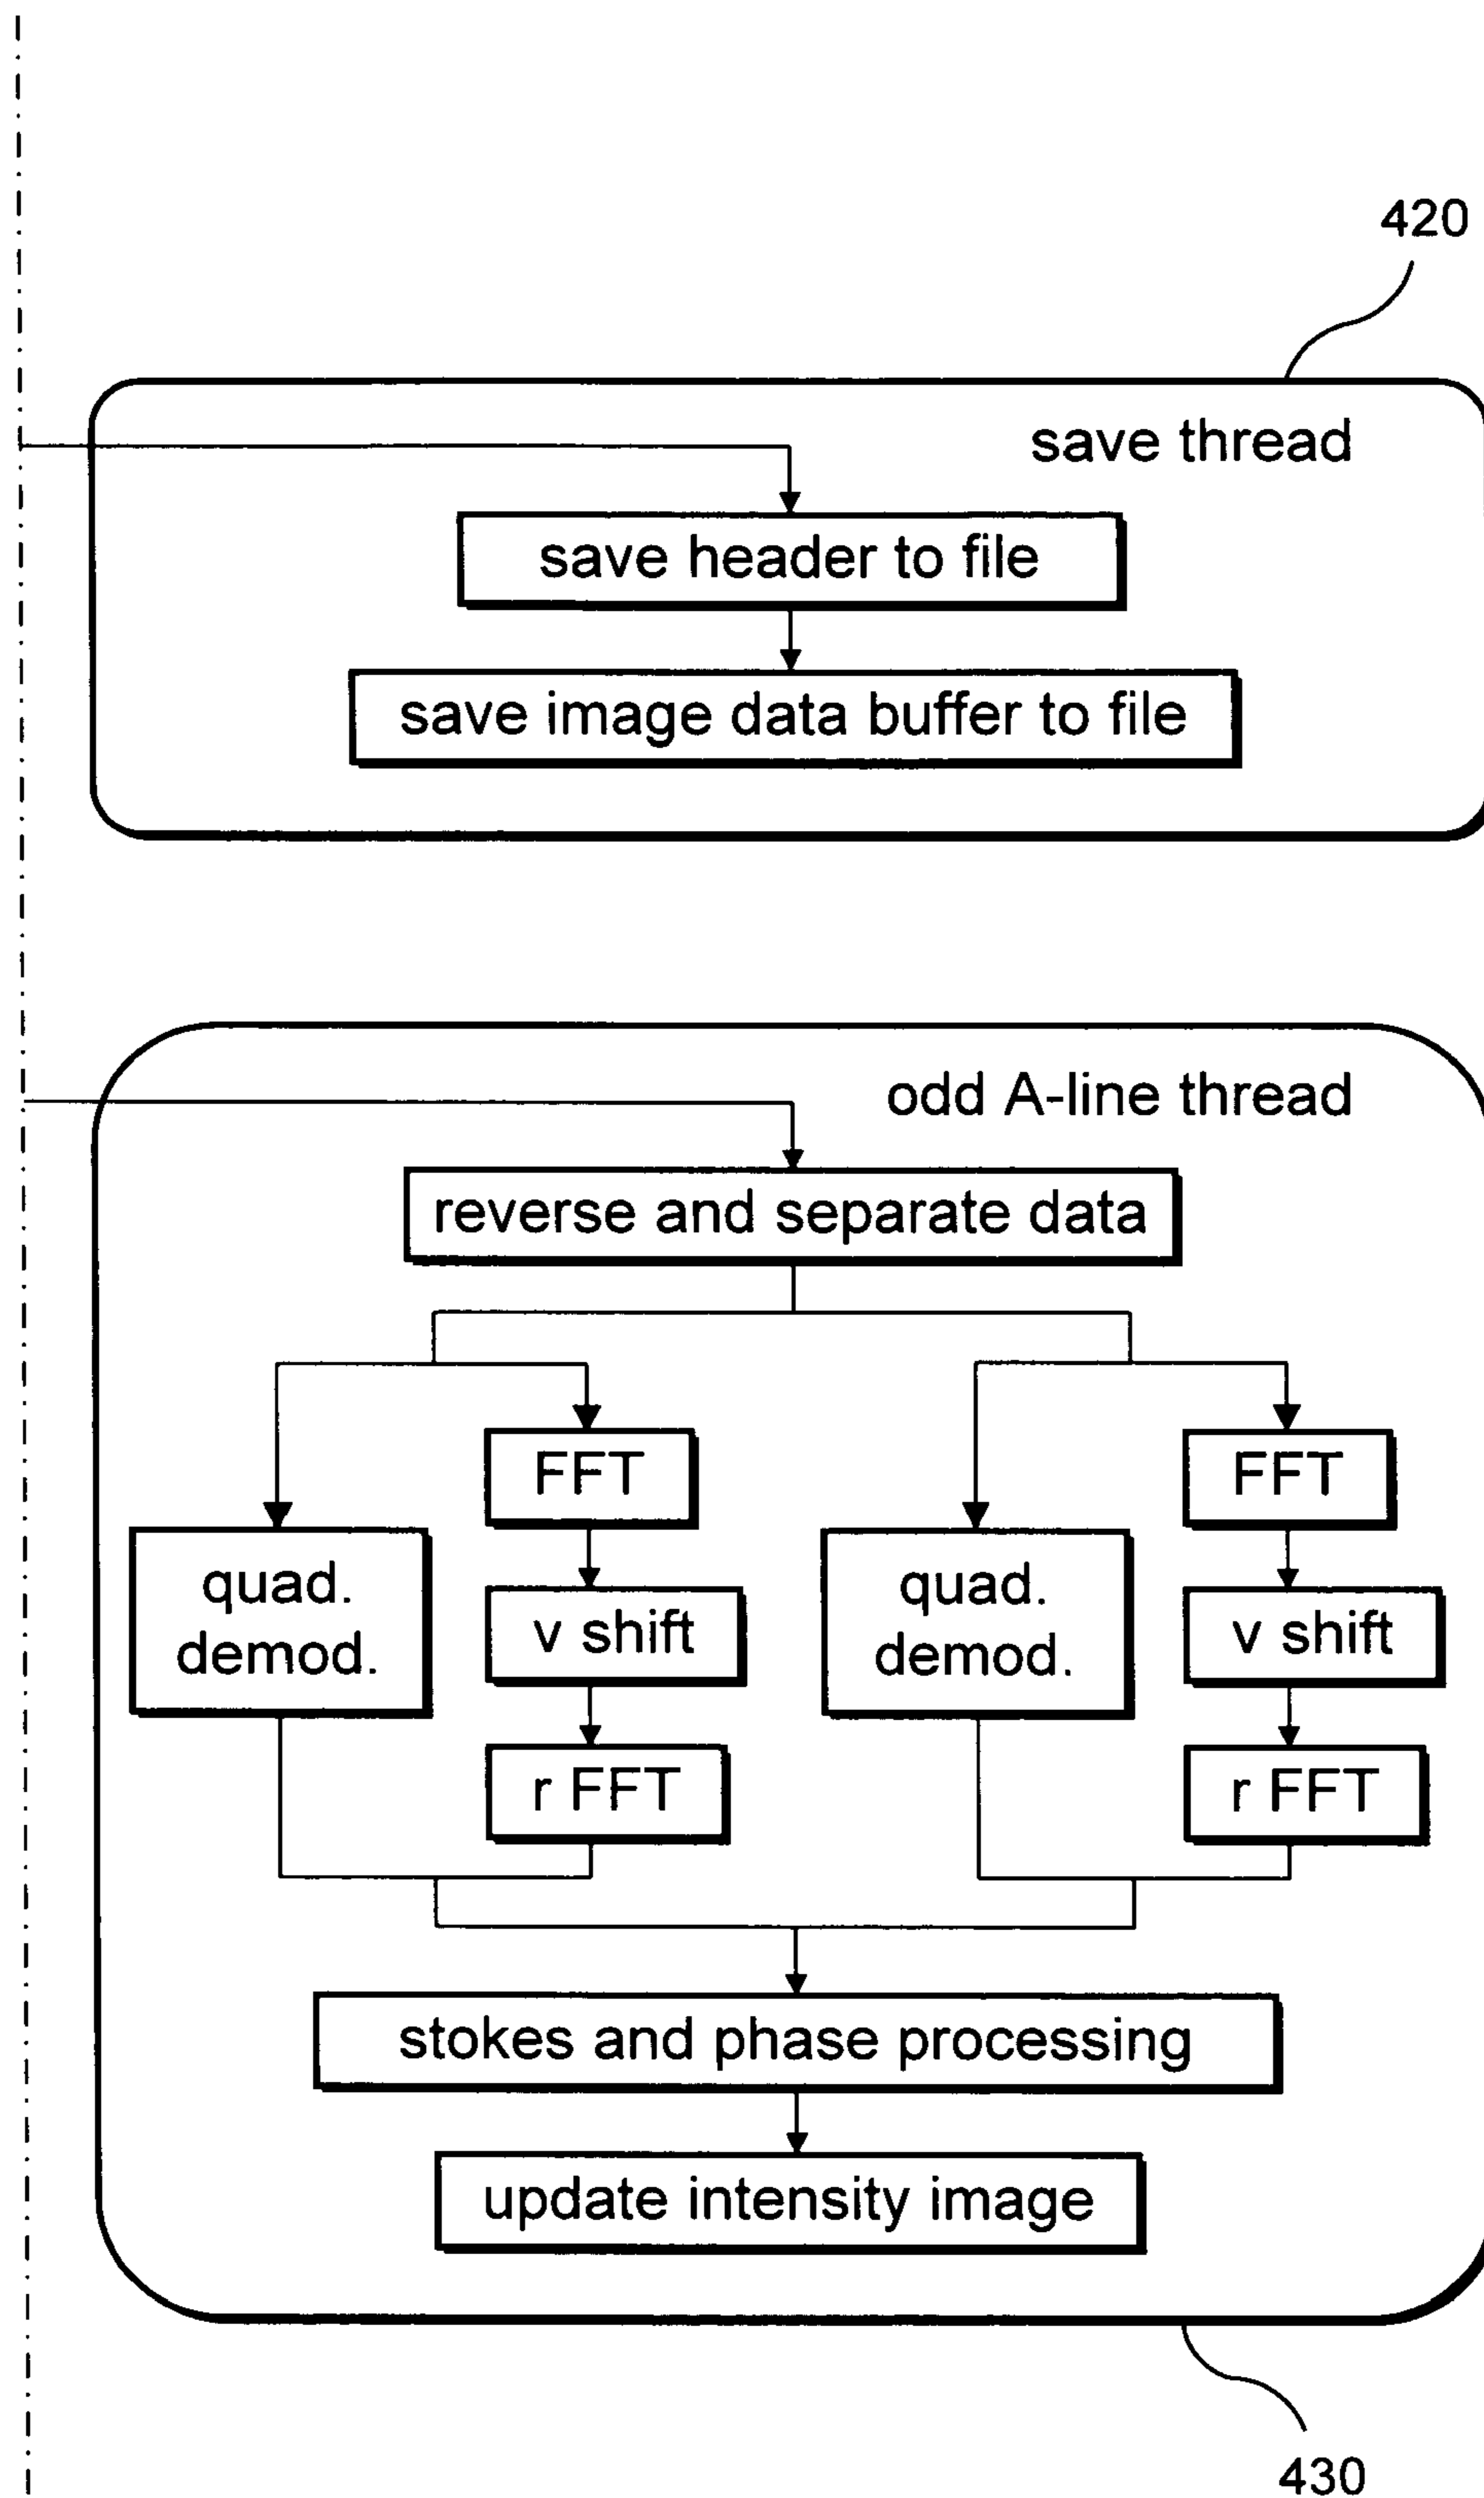 420
save thread
save header to file
save image data buffer to file
odd A-line thread
reverse and separate data
FFT
FFT
quad.
demod.
v shift
quad.
demod.
v shift
r FFT
r FFT
stokes and phase processing
update intensity image
430